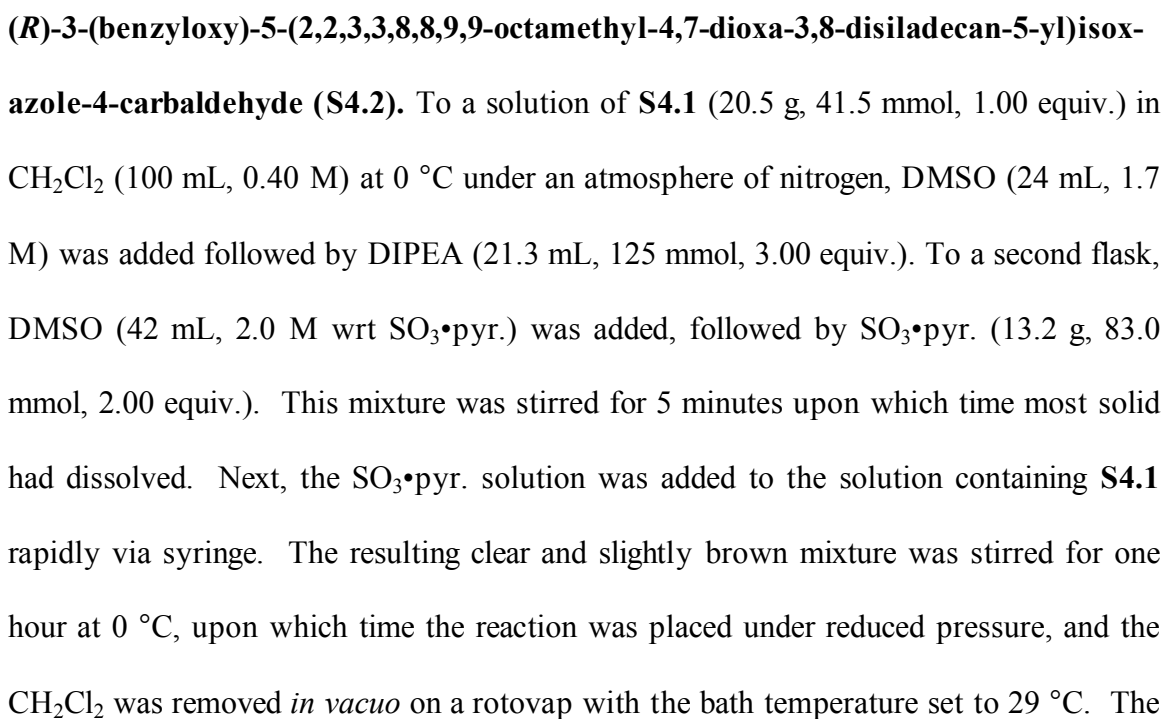 (R)-3-(benzyloxy)-5-(2,2,3,3,8,8,9,9-octamethyl-4,7-dioxa-3,8-disiladecan-5-yl)isox-
azole-4-carbaldehyde (S4.2). To a solution of S4.1 (20.5 g, 41.5 mmol, 1.00 equiv.) in
CH₂Cl₂ (100 mL, 0.40 M) at 0 °C under an atmosphere of nitrogen, DMSO (24 mL, 1.7
M) was added followed by DIPEA (21.3 mL, 125 mmol, 3.00 equiv.). To a second flask,
DMSO (42 mL, 2.0 M wrt SO₃•pyr.) was added, followed by SO₃•pyr. (13.2 g, 83.0
mmol, 2.00 equiv.). This mixture was stirred for 5 minutes upon which time most solid
had dissolved. Next, the SO₃•pyr. solution was added to the solution containing S4.1
rapidly via syringe. The resulting clear and slightly brown mixture was stirred for one
hour at 0 °C, upon which time the reaction was placed under reduced pressure, and the
CH₂Cl₂ was removed in vacuo on a rotovap with the bath temperature set to 29 °C. The